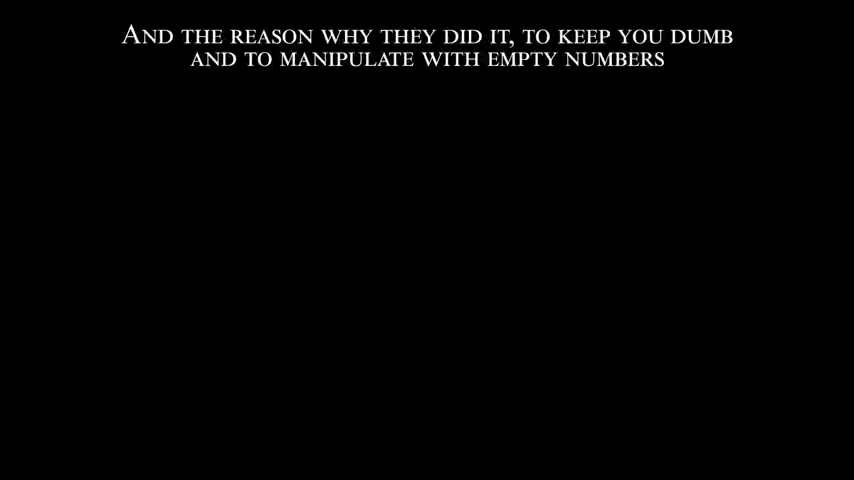 And the reason why they did it, to keep you dumb
and to manipulate with empty numbers